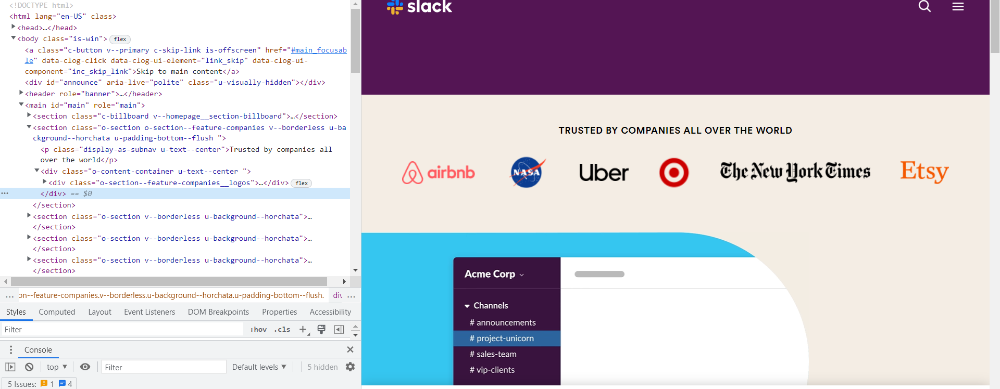 <!DOCTYPE html>
<html lang="en-US" class>
<head>…</head>
<body class="is-win"> flex
<a class="c-button v--primary c-skip-link is-offscreen" href="#main_focusab
le" data-clog-click data-clog-ui-element="link_skip" data-clog-ui-
component="inc_skip_link">Skip to main content</a>
<div id="announce" aria-live="polite" class="u-visually-hidden"></div>
<header role="banner">…</header>
<main id="main" role="main">
<section class="c-billboard v--homepage__section-billboard">…</section>
<section class="o-section o-section--feature-companies v--borderless u-ba
ckground--horchata u-padding-bottom--flush ">
<p class="display-as-subnav u-text--center">Trusted by companies all
over the world</p>
<div class="o-content-container u-text--center ">
<div class="o-section--feature-companies__logos">…</div> flex
</div> == $0
</section>
<section class="o-section v--borderless u-background--horchata">…
</section>
<section class="o-section v--borderless u-background--horchata">…
</section>
<section class="o-section v--borderless u-background--horchata">…
</section>
... on--feature-companies.v--borderless.u-background--horchata.u-padding-bottom--flush. div ...
Styles Computed Layout Event Listeners DOM Breakpoints Properties Accessibility
Filter :hov .cls +
Console
top Filter Default levels 5 hidden
5 Issues: 1 4
slack
TRUSTED BY COMPANIES ALL OVER THE WORLD
airbnb NASA Uber The New York Times Etsy
Acme Corp
Channels
# announcements
# project-unicorn
# sales-team
# vip-clients